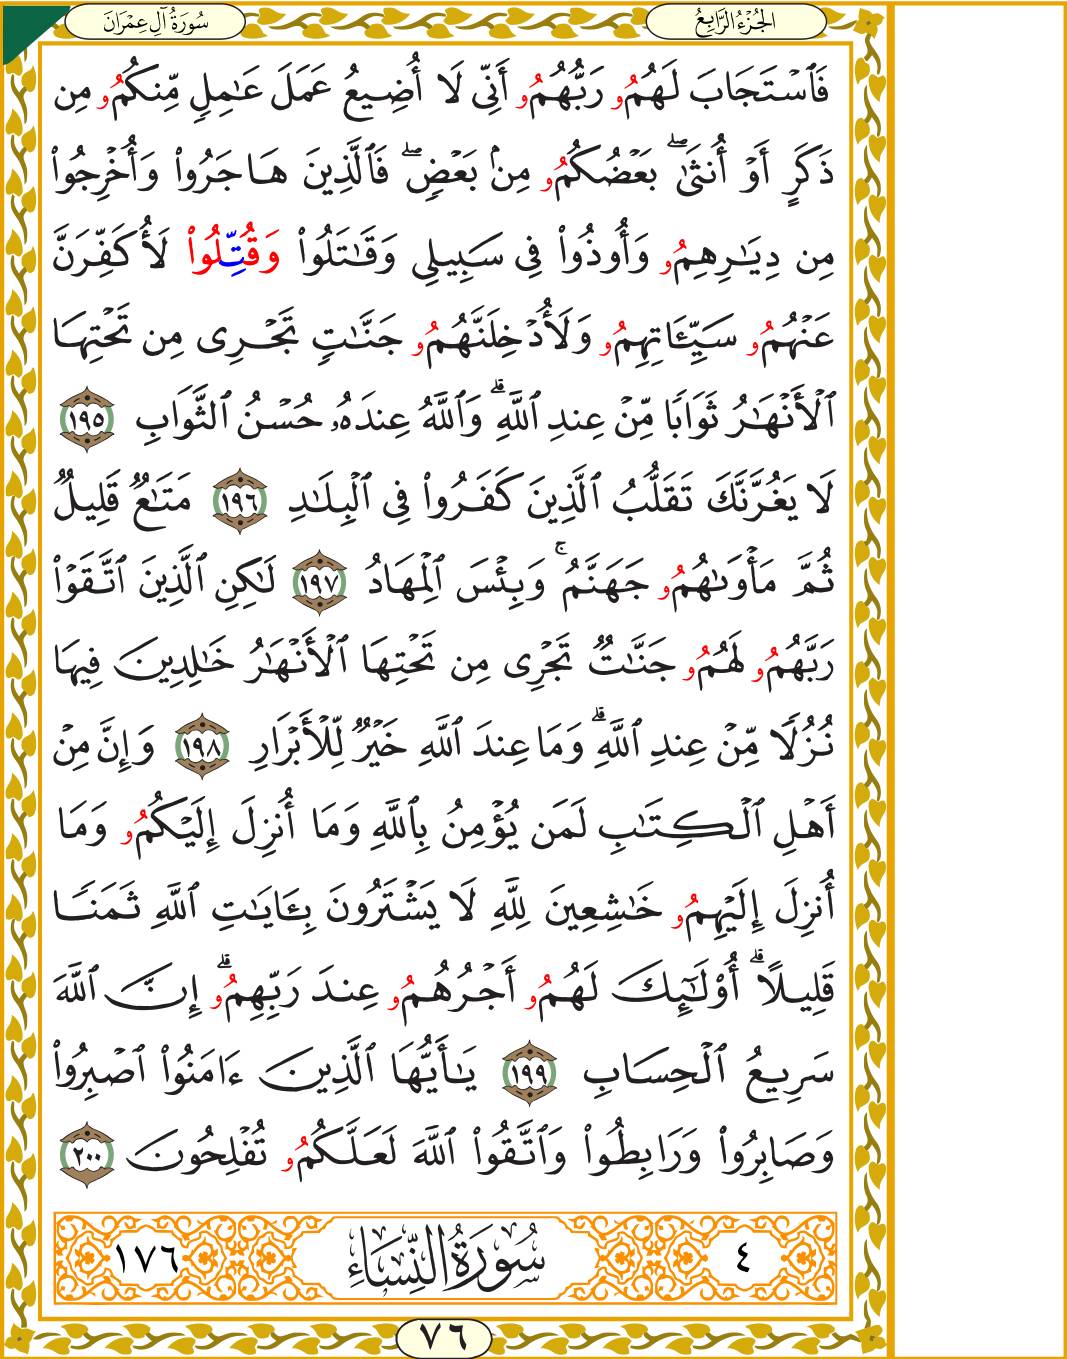 الجُزْءُ الرَّابِعُ
سُورَةُ آلِ عِمْرَانَ
فَٱسْتَجَابَ لَهُمُو رَبُّهُمُو أَنِّى لَا أُضِيعُ عَمَلَ عَٰمِلٍ مِّنكُمُو مِن
ذَكَرٍ أَوْ أُنثَىٰۖ بَعْضُكُمُو مِنۢ بَعْضٍۖ فَٱلَّذِينَ هَاجَرُواْ وَأُخْرِجُواْ
مِن دِيَٰرِهِمُو وَأُوذُواْ فِى سَبِيلِى وَقَٰتَلُواْ وَقُتِّلُواْ لَأُكَفِّرَنَّ
عَنْهُمُو سَيِّـَٔاتِهِمُو وَلَأُدْخِلَنَّهُمُو جَنَّٰتٍ تَجْرِى مِن تَحْتِهَا
ٱلْأَنْهَٰرُ ثَوَابًا مِّنْ عِندِ ٱللَّهِۗ وَٱللَّهُ عِندَهُۥ حُسْنُ ٱلثَّوَابِ ١٩٥
لَا يَغُرَّنَّكَ تَقَلُّبُ ٱلَّذِينَ كَفَرُواْ فِى ٱلْبِلَٰدِ ١٩٦ مَتَٰعٌ قَلِيلٌ
ثُمَّ مَأْوَىٰهُمُو جَهَنَّمُۚ وَبِئْسَ ٱلْمِهَادُ ١٩٧ لَٰكِنِ ٱلَّذِينَ ٱتَّقَوْاْ
رَبَّهُمُو لَهُمُو جَنَّٰتٌ تَجْرِى مِن تَحْتِهَا ٱلْأَنْهَٰرُ خَٰلِدِينَ فِيهَا
نُزُلًا مِّنْ عِندِ ٱللَّهِۗ وَمَا عِندَ ٱللَّهِ خَيْرٌ لِّلْأَبْرَارِ ١٩٨ وَإِنَّ مِنْ
أَهْلِ ٱلْكِتَٰبِ لَمَن يُؤْمِنُ بِٱللَّهِ وَمَا أُنزِلَ إِلَيْكُمُو وَمَا
أُنزِلَ إِلَيْهِمُو خَٰشِعِينَ لِلَّهِ لَا يَشْتَرُونَ بِـَٔايَٰتِ ٱللَّهِ ثَمَنًا
قَلِيلًاۗ أُوْلَٰٓئِكَ لَهُمُو أَجْرُهُمُو عِندَ رَبِّهِمُوۗ إِنَّ ٱللَّهَ
سَرِيعُ ٱلْحِسَابِ ١٩٩ يَٰأَيُّهَا ٱلَّذِينَ ءَامَنُواْ ٱصْبِرُواْ
وَصَابِرُواْ وَرَابِطُواْ وَٱتَّقُواْ ٱللَّهَ لَعَلَّكُمُو تُفْلِحُونَ ٢٠٠
٤ سُورَةُ النِّسَاءِ ١٧٦
٧٦